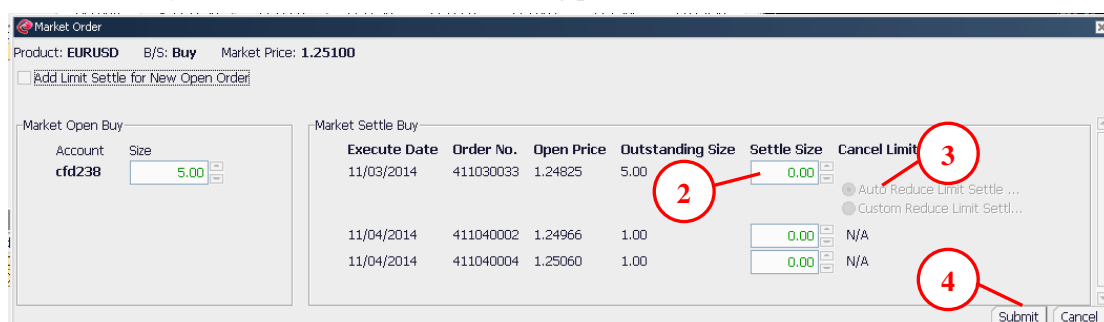 Market Order
Product: EURUSD B/S: Buy Market Price: 1.25100
Add Limit Settle for New Open Order
Market Open Buy
Account Size
cfd238 5.00
Market Settle Buy
Execute Date Order No. Open Price Outstanding Size Settle Size Cancel Limit
11/03/2014 411030033 1.24825 5.00 0.00
Auto Reduce Limit Settle ...
Custom Reduce Limit Settl...
11/04/2014 411040002 1.24966 1.00 0.00 N/A
11/04/2014 411040004 1.25060 1.00 0.00 N/A
2
3
4
Submit Cancel